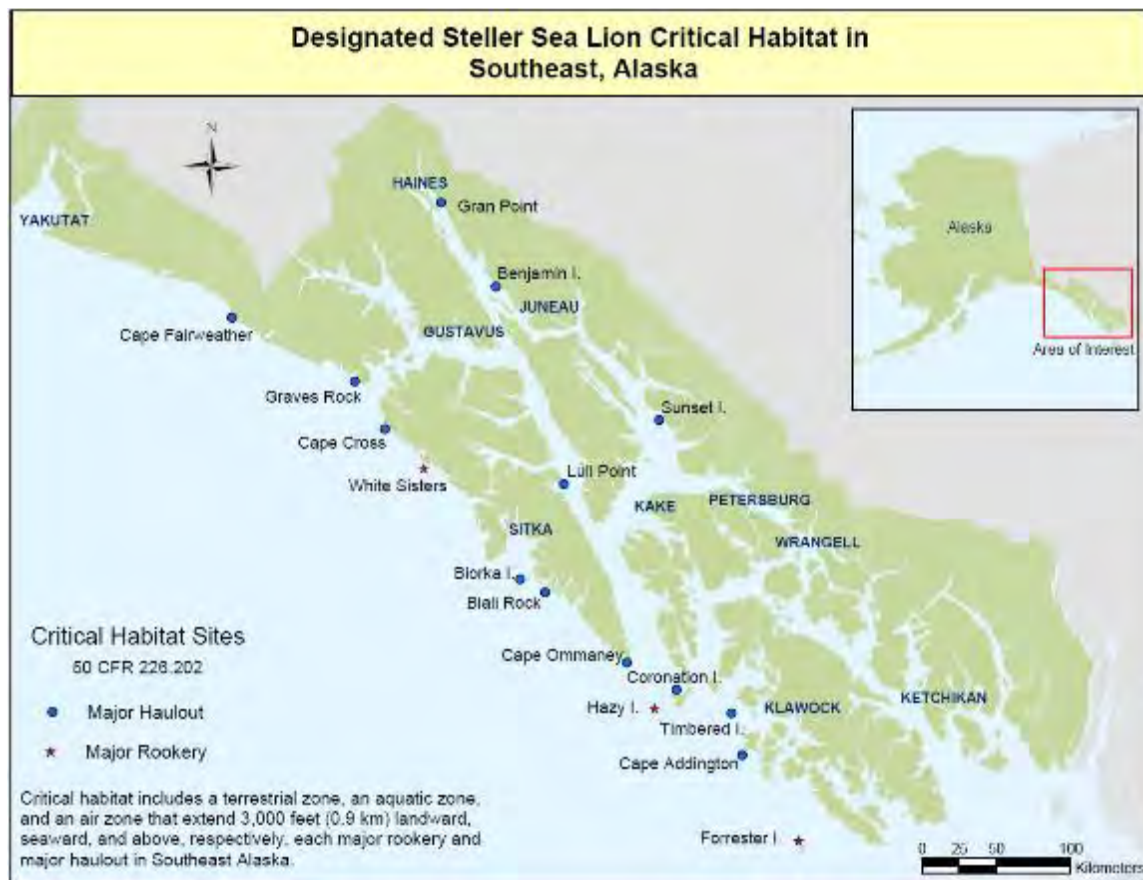 Designated Steller Sea Lion Critical Habitat in
Southeast, Alaska
N
HAINES
Gran Point
YAKUTAT
Alaska
Benjamin I.
JUNEAU
Cape Fairweather
GUSTAVUS
Area of Interest
Graves Rock
Sunset I.
Cape Cross
White Sisters
Lull Point
KAKE
PETERSBURG
SITKA
WRANGELL
Biorka I.
Biali Rock
Critical Habitat Sites
50 CFR 226.202
Cape Ommaney
Coronation I.
Hazy I.
KLAWOCK
KETCHIKAN
Major Haulout
Timbered I.
Major Rookery
Cape Addington
Critical habitat includes a terrestrial zone, an aquatic zone,
and an air zone that extend 3,000 feet (0.9 km) landward,
seaward, and above, respectively, each major rookery and
major haulout in Southeast Alaska.
Forrester I.
0 25 50 100
Kilometers